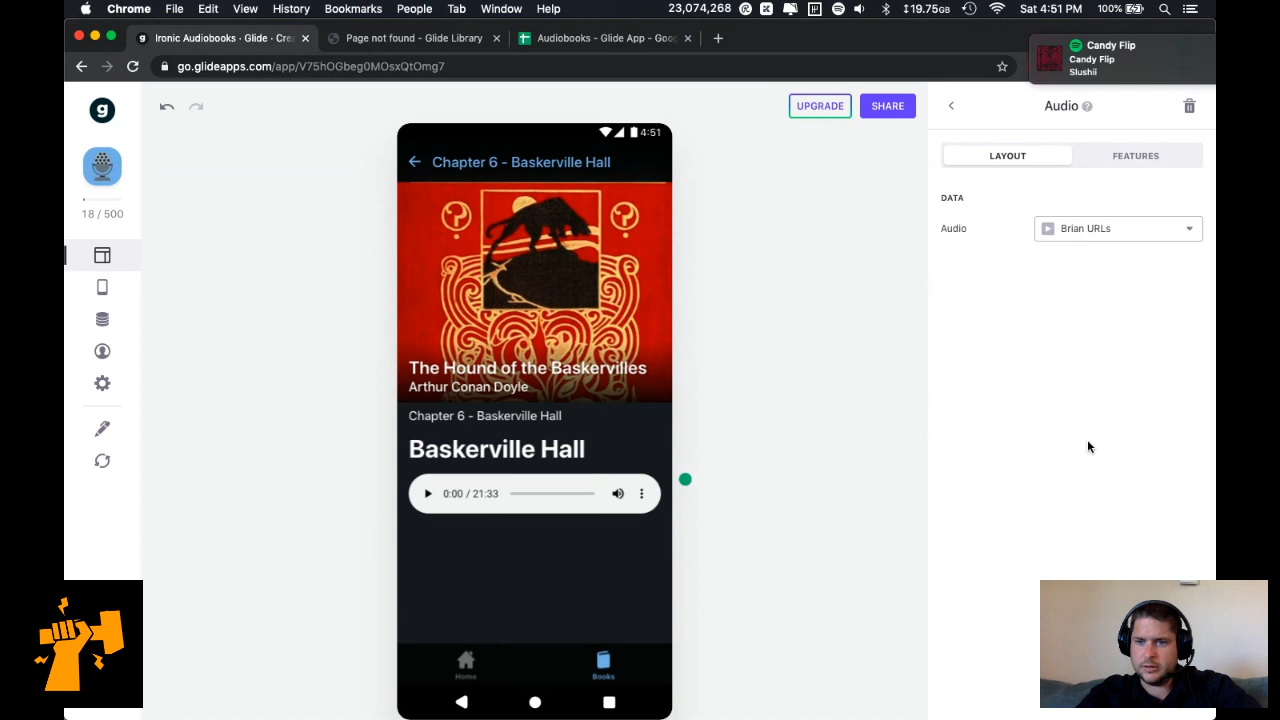 Chrome File Edit View History Bookmarks People Tab Window Help 23,074,268 19.75GB Sat 4:51 PM 100%
Ironic Audiobooks · Glide · Cre
Page not found - Glide Library
Audiobooks - Glide App - Goo
go.glideapps.com/app/V75hOGbeg0MOsxQtOmg7
Candy Flip
Candy Flip
Slushii
g
18 / 500
UPGRADE
SHARE
4:51
Chapter 6 - Baskerville Hall
The Hound of the Baskervilles
Arthur Conan Doyle
Chapter 6 - Baskerville Hall
Baskerville Hall
0:00 / 21:33
Home
Books
Audio
LAYOUT
FEATURES
DATA
Audio
Brian URLs